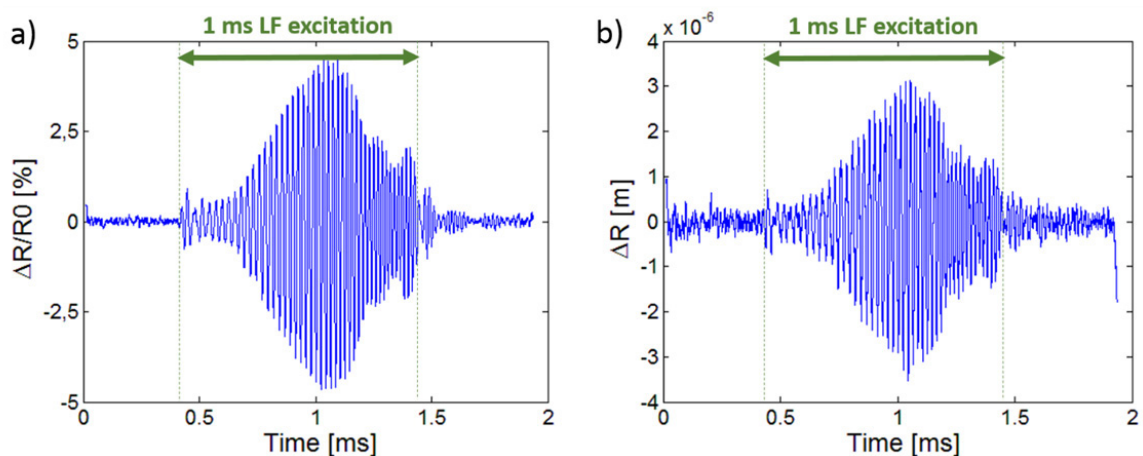 a)
1 ms LF excitation
5
2,5
0
-2,5
-5
ΔR/R0 [%]
0
0.5
1
1.5
2
Time [ms]
b)
1 ms LF excitation
x 10⁻⁶
4
3
2
1
0
-1
-2
-3
-4
ΔR [m]
0
0.5
1
1.5
2
Time [ms]